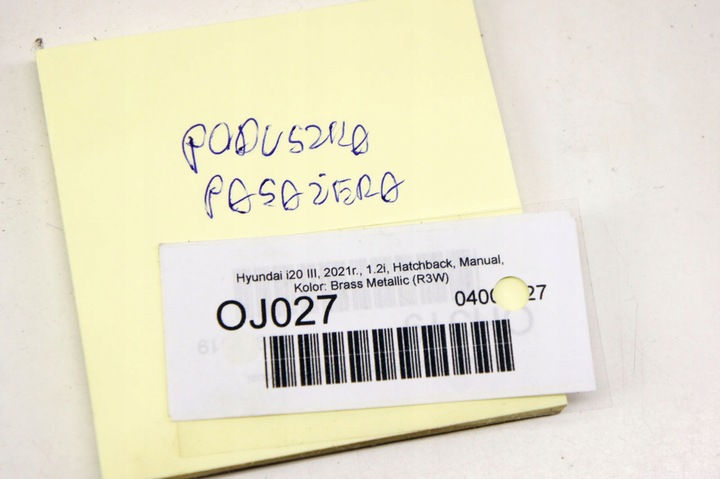 PODUSZKA
PASAŻERA
Hyundai i20 III, 2021r., 1.2i, Hatchback, Manual,
Kolor: Brass Metallic (R3W)
OJ027